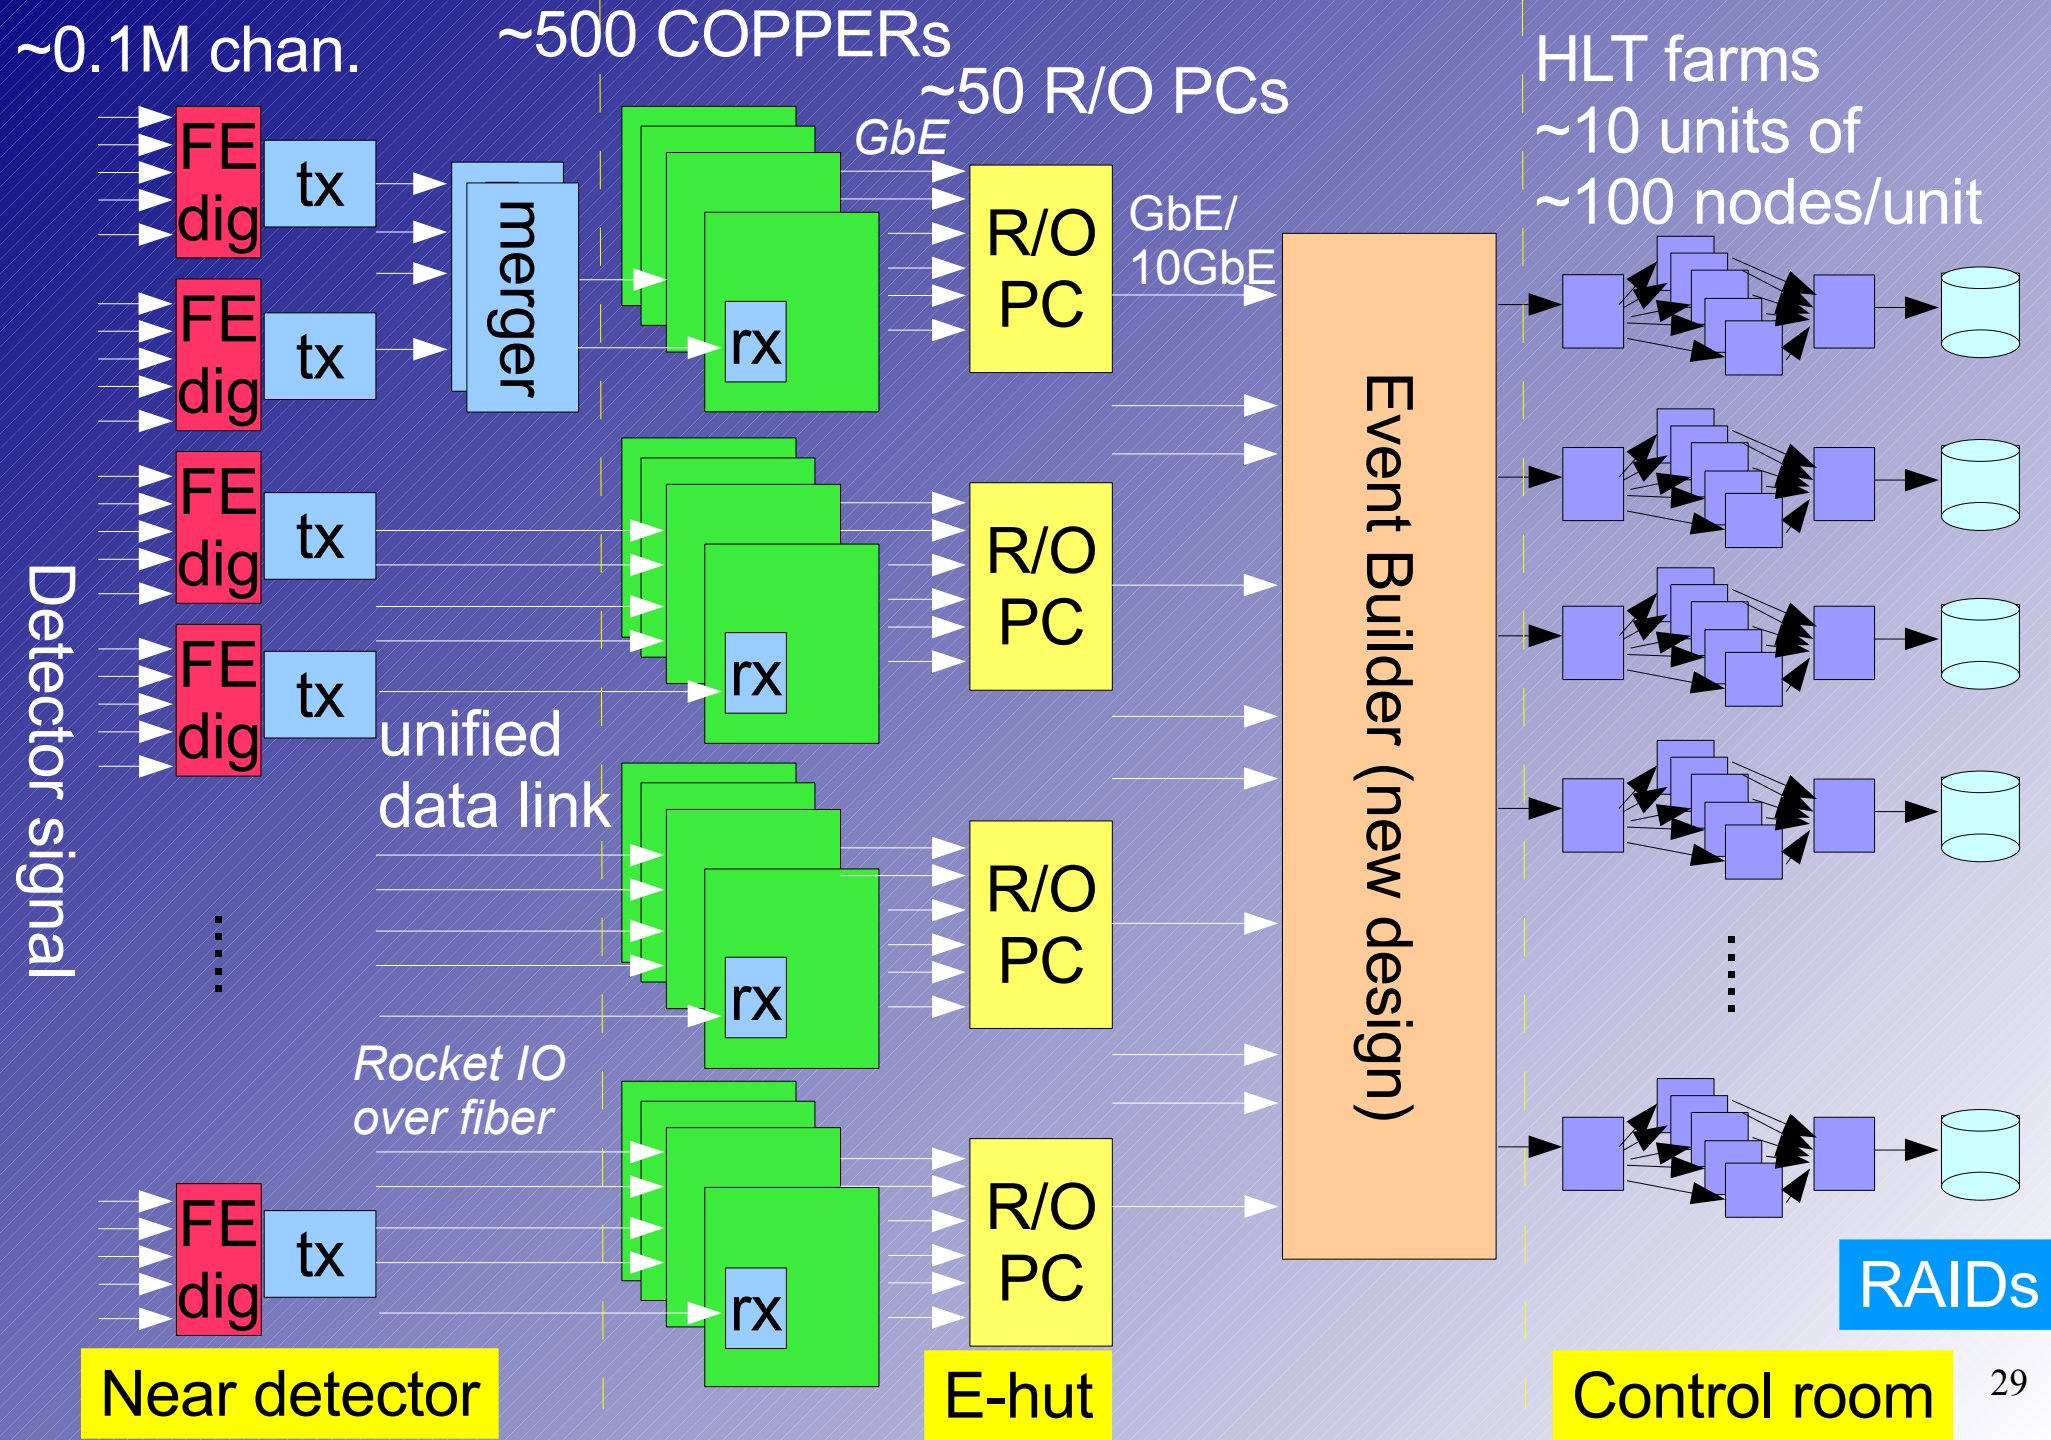 ~0.1M chan.
~500 COPPERs
~50 R/O PCs
HLT farms
~10 units of
~100 nodes/unit
GbE
GbE/
10GbE
Detector signal
FE
dig
tx
FE
dig
tx
FE
dig
tx
FE
dig
tx
FE
dig
tx
merger
unified
data link
Rocket IO
over fiber
rx
rx
rx
rx
R/O
PC
R/O
PC
R/O
PC
R/O
PC
Event Builder (new design)
RAIDs
Near detector
E-hut
Control room
29